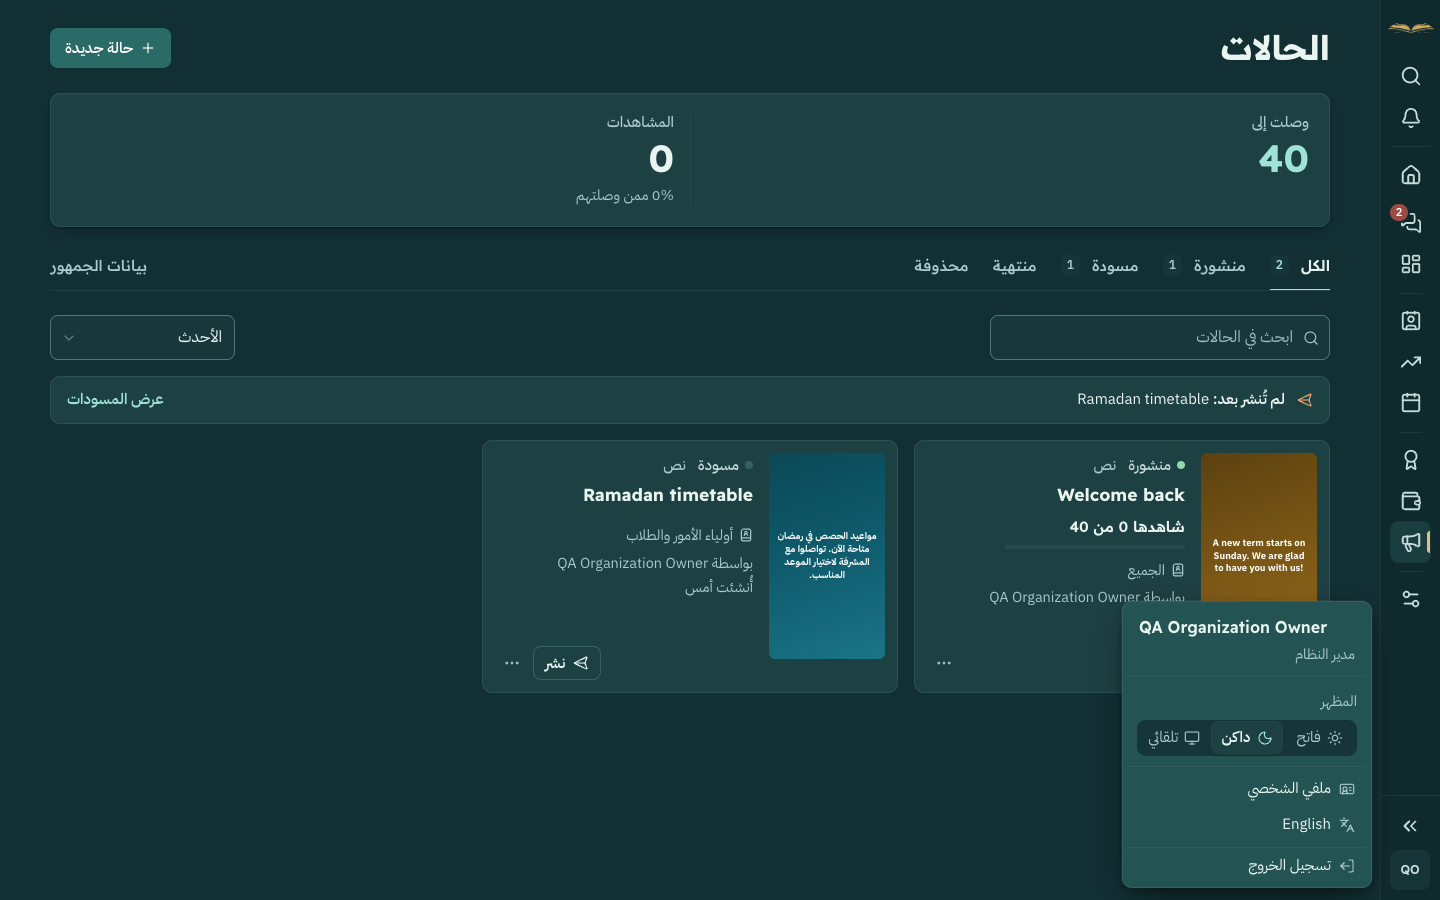 الحالات
+ حالة جديدة
وصلت إلى
40
المشاهدات
0
0% ممن وصلتهم
الكل 2
منشورة 1
مسودة 1
منتهية
محذوفة
بيانات الجمهور
ابحث في الحالات
الأحدث
لم تُنشر بعد: Ramadan timetable
عرض المسودات
A new term starts on
Sunday. We are glad
to have you with us!
منشورة نص
Welcome back
شاهدها 0 من 40
الجميع
بواسطة QA Organization Owner
مواعيد الحصص في رمضان
متاحة الآن. تواصلوا مع
المشرفة لاختيار الموعد
المناسب.
مسودة نص
Ramadan timetable
أولياء الأمور والطلاب
بواسطة QA Organization Owner
أُنشئت أمس
نشر
2
QA Organization Owner
مدير النظام
المظهر
فاتح
داكن
تلقائي
ملفي الشخصي
English
تسجيل الخروج
QO